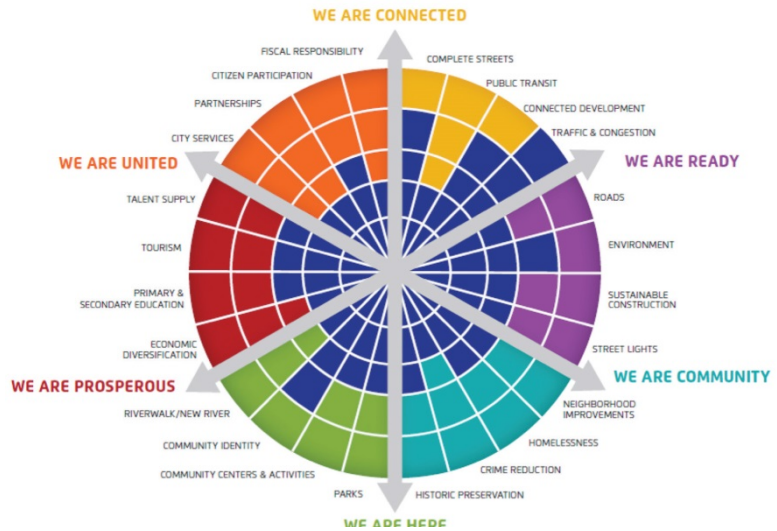 WE ARE CONNECTED
FISCAL RESPONSIBILITY
COMPLETE STREETS
CITIZEN PARTICIPATION
PUBLIC TRANSIT
PARTNERSHIPS
CONNECTED DEVELOPMENT
CITY SERVICES
TRAFFIC & CONGESTION
WE ARE UNITED
WE ARE READY
TALENT SUPPLY
ROADS
TOURISM
ENVIRONMENT
PRIMARY &
SECONDARY EDUCATION
SUSTAINABLE
CONSTRUCTION
ECONOMIC
DIVERSIFICATION
STREET LIGHTS
WE ARE PROSPEROUS
WE ARE COMMUNITY
RIVERWALK/NEW RIVER
NEIGHBORHOOD
IMPROVEMENTS
COMMUNITY IDENTITY
HOMELESSNESS
COMMUNITY CENTERS & ACTIVITIES
CRIME REDUCTION
PARKS
HISTORIC PRESERVATION
WE ARE HERE